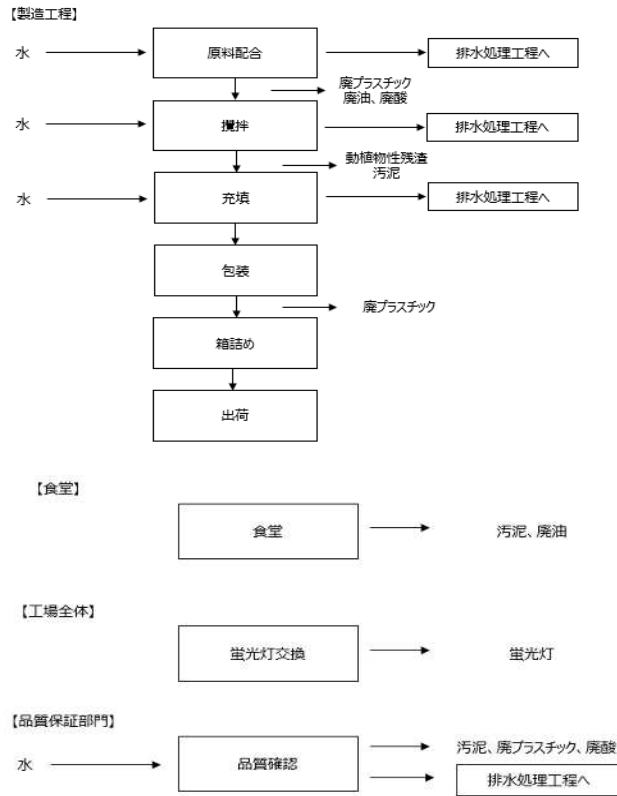 【製造工程】
水
原料配合
排水処理工程へ
廃プラスチック
廃油、廃酸
水
攪拌
排水処理工程へ
動植物性残渣
汚泥
水
充填
排水処理工程へ
包装
廃プラスチック
箱詰め
出荷
【食堂】
食堂
汚泥、廃油
【工場全体】
蛍光灯交換
蛍光灯
【品質保証部門】
水
品質確認
汚泥、廃プラスチック、廃酸
排水処理工程へ